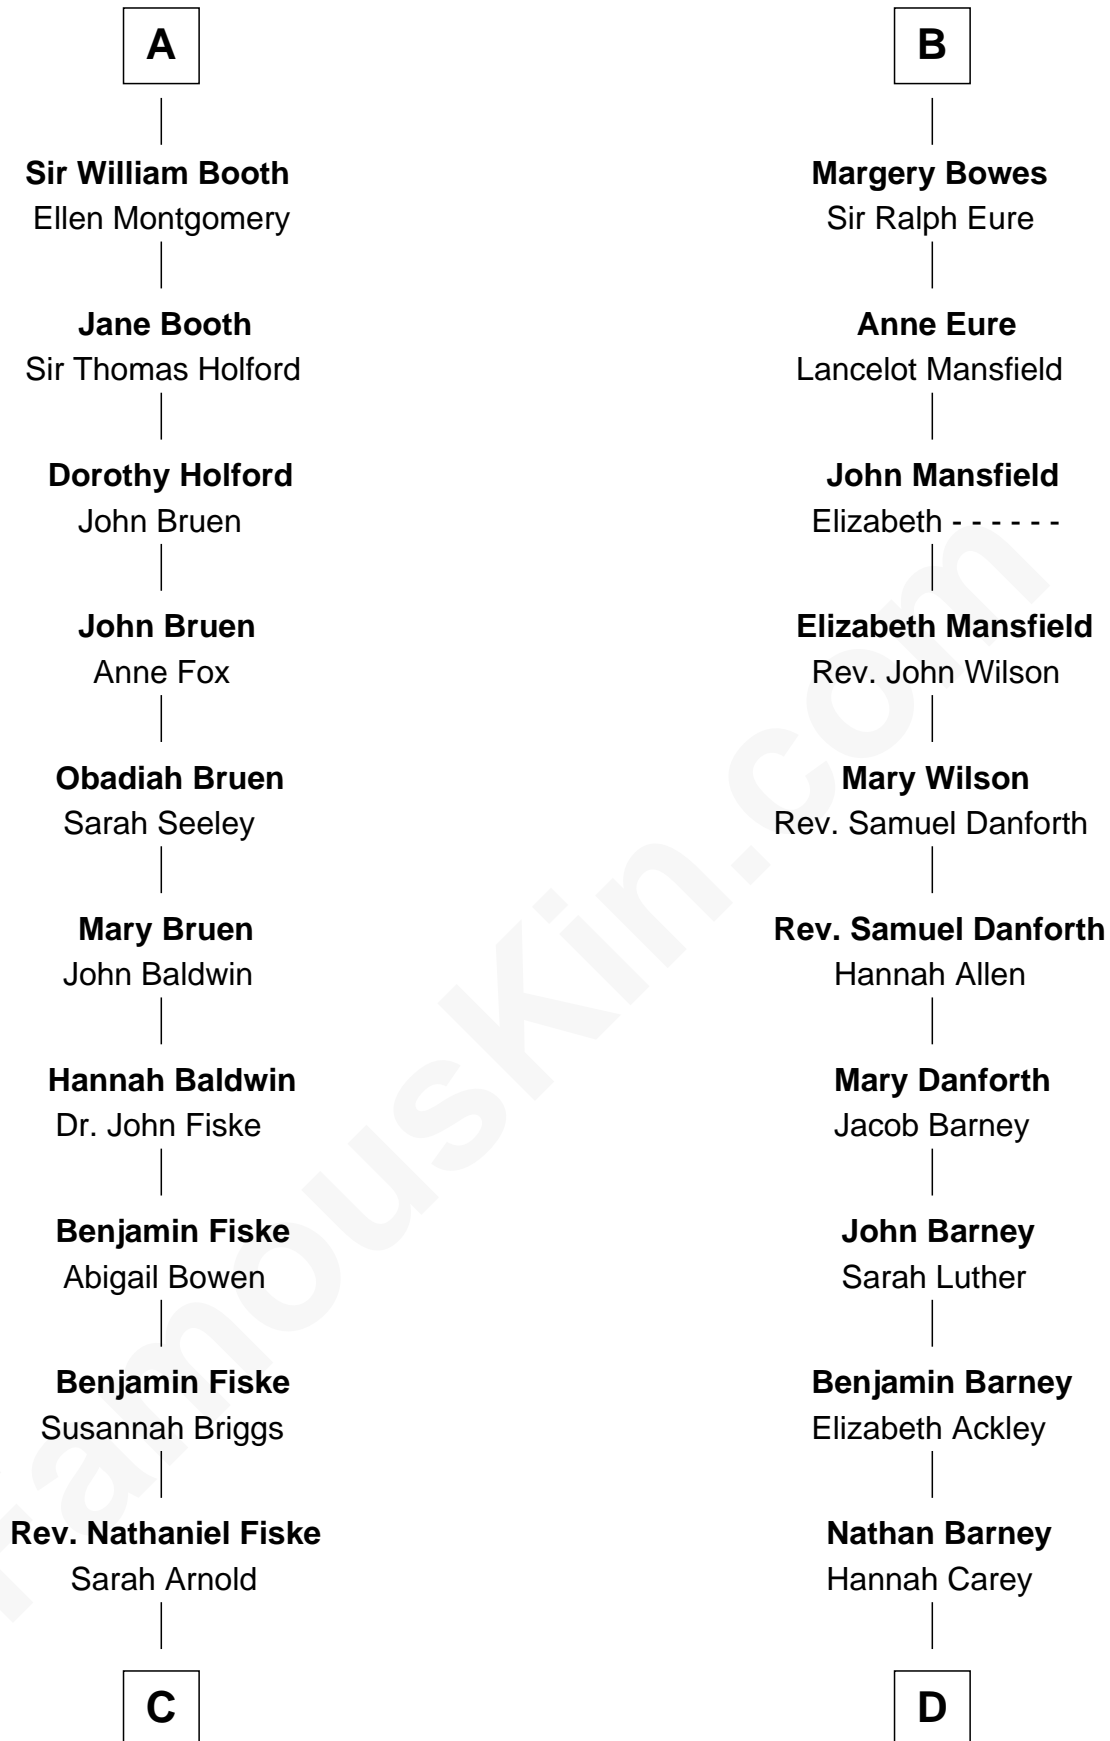 A
Sir William Booth
Ellen Montgomery
Jane Booth
Sir Thomas Holford
Dorothy Holford
John Bruen
John Bruen
Anne Fox
Obadiah Bruen
Sarah Seeley
Mary Bruen
John Baldwin
Hannah Baldwin
Dr. John Fiske
Benjamin Fiske
Abigail Bowen
Benjamin Fiske
Susannah Briggs
Rev. Nathaniel Fiske
Sarah Arnold
C
B
Margery Bowes
Sir Ralph Eure
Anne Eure
Lancelot Mansfield
John Mansfield
Elizabeth - - - - - -
Elizabeth Mansfield
Rev. John Wilson
Mary Wilson
Rev. Samuel Danforth
Rev. Samuel Danforth
Hannah Allen
Mary Danforth
Jacob Barney
John Barney
Sarah Luther
Benjamin Barney
Elizabeth Ackley
Nathan Barney
Hannah Carey
D
FamousKin.com